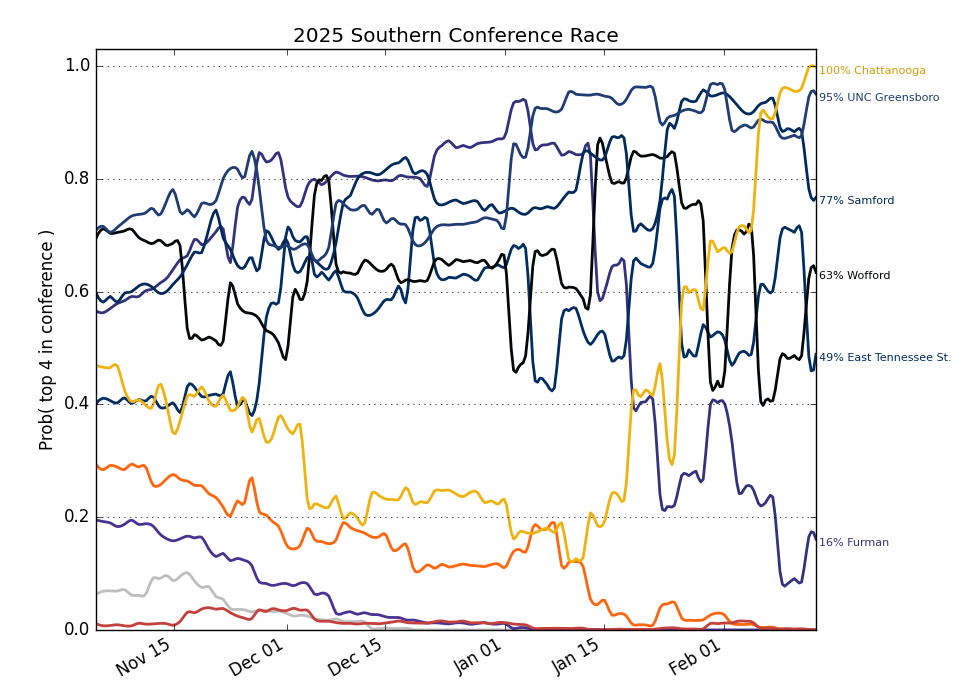 2025 Southern Conference Race
1.0
0.8
0.6
0.4
0.2
0.0
Prob( top 4 in conference )
100% Chattanooga
95% UNC Greensboro
77% Samford
63% Wofford
49% East Tennessee St.
16% Furman
Nov 15
Dec 01
Dec 15
Jan 01
Jan 15
Feb 01